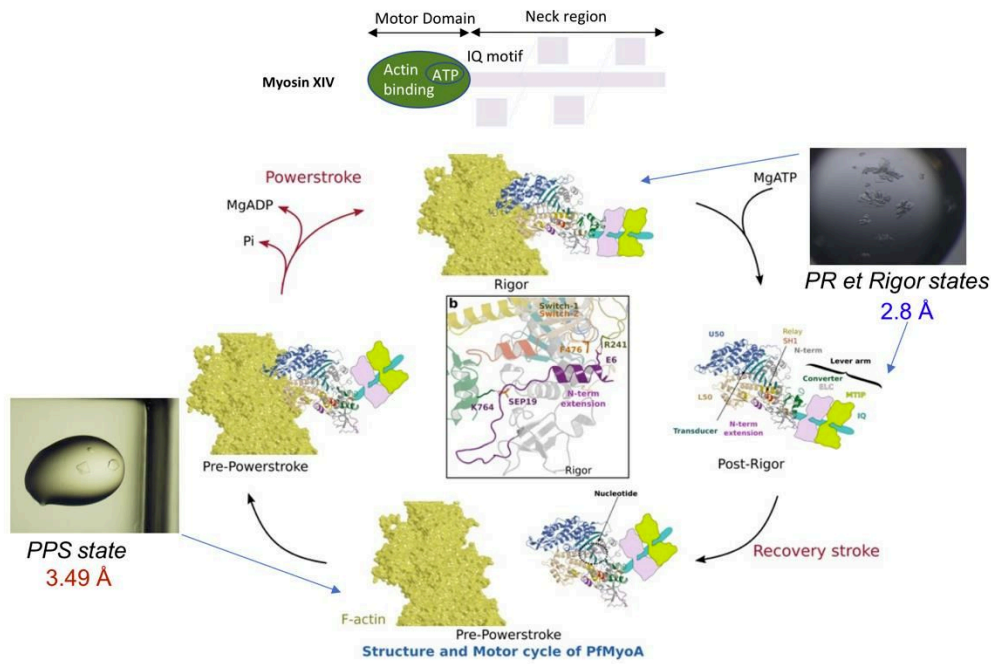 Motor Domain
Neck region
IQ motif
Myosin XIV
Actin
binding
ATP
Powerstroke
MgADP
Pi
MgATP
Rigor
PR et Rigor states
2.8 Å
b
Switch-1
Switch-2
F476
R241
E6
K764
SEP19
N-term
extension
Rigor
U50
Relay
SH1
N-term
Lever arm
Converter
ELC
MTIP
L50
IQ
Transducer
N-term
extension
Post-Rigor
Pre-Powerstroke
PPS state
3.49 Å
Nucleotide
Recovery stroke
F-actin
Pre-Powerstroke
Structure and Motor cycle of PfMyoA